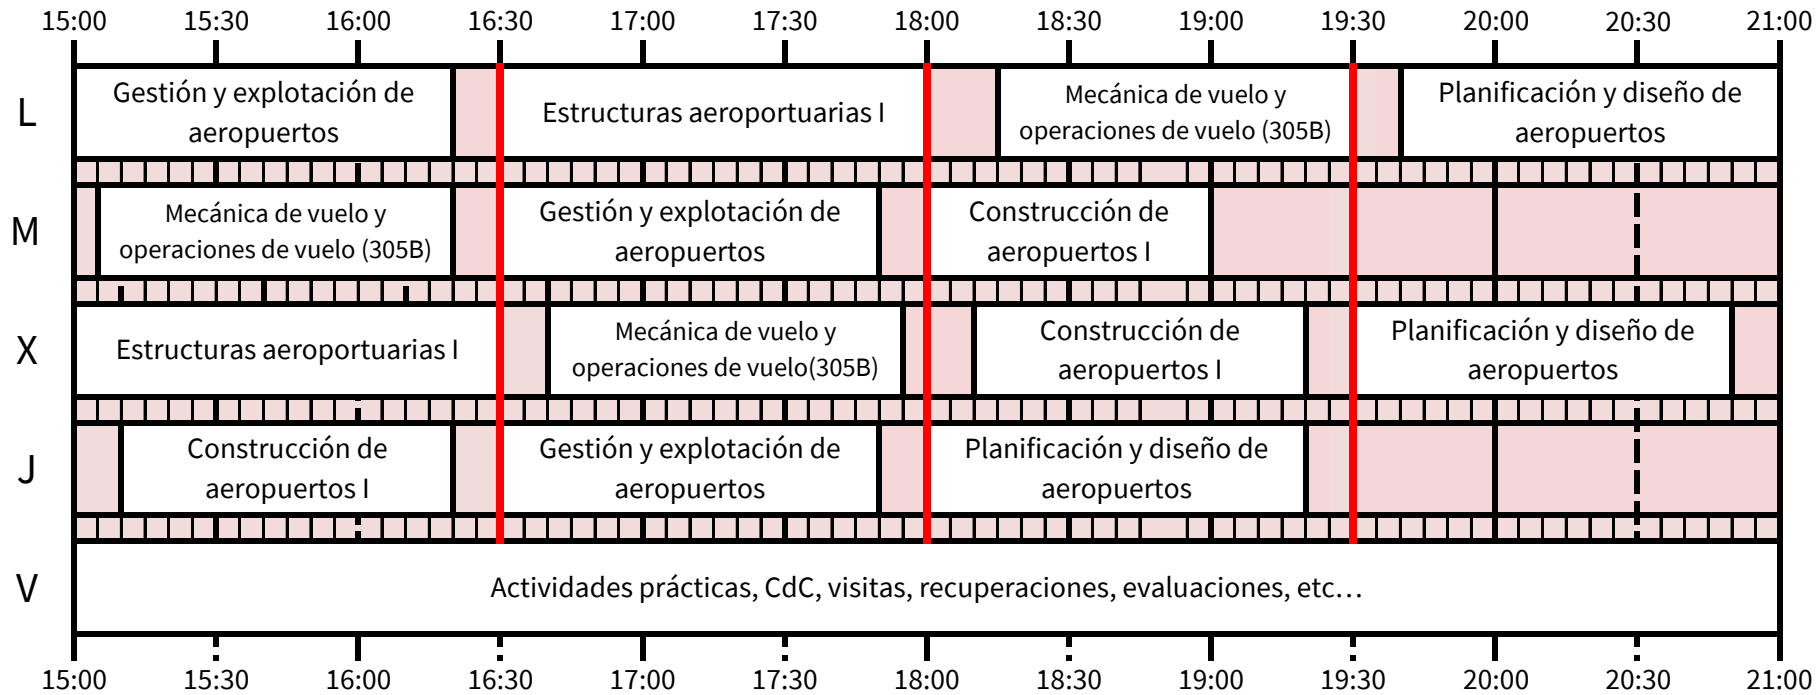 15:00 15:30 16:00 16:30 17:00 17:30 18:00 18:30 19:00 19:30 20:00 20:30 21:00
L
Gestión y explotación de
aeropuertos
Estructuras aeroportuarias I
Mecánica de vuelo y
operaciones de vuelo (305B)
Planificación y diseño de
aeropuertos
M
Mecánica de vuelo y
operaciones de vuelo (305B)
Gestión y explotación de
aeropuertos
Construcción de
aeropuertos I
X
Estructuras aeroportuarias I
Mecánica de vuelo y
operaciones de vuelo(305B)
Construcción de
aeropuertos I
Planificación y diseño de
aeropuertos
J
Construcción de
aeropuertos I
Gestión y explotación de
aeropuertos
Planificación y diseño de
aeropuertos
V
Actividades prácticas, CdC, visitas, recuperaciones, evaluaciones, etc…
15:00 15:30 16:00 16:30 17:00 17:30 18:00 18:30 19:00 19:30 20:00 20:30 21:00